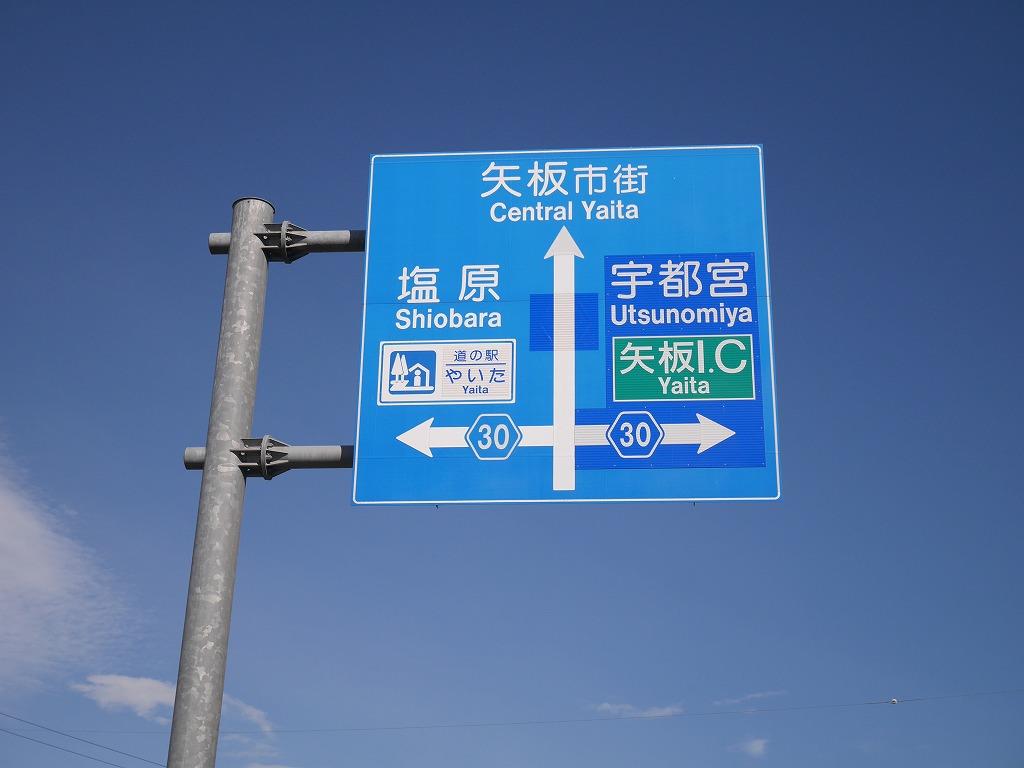 矢板市街
Central Yaita
塩原
Shiobara
道の駅
やいた
Yaita
30
宇都宮
Utsunomiya
矢板I.C
Yaita
30